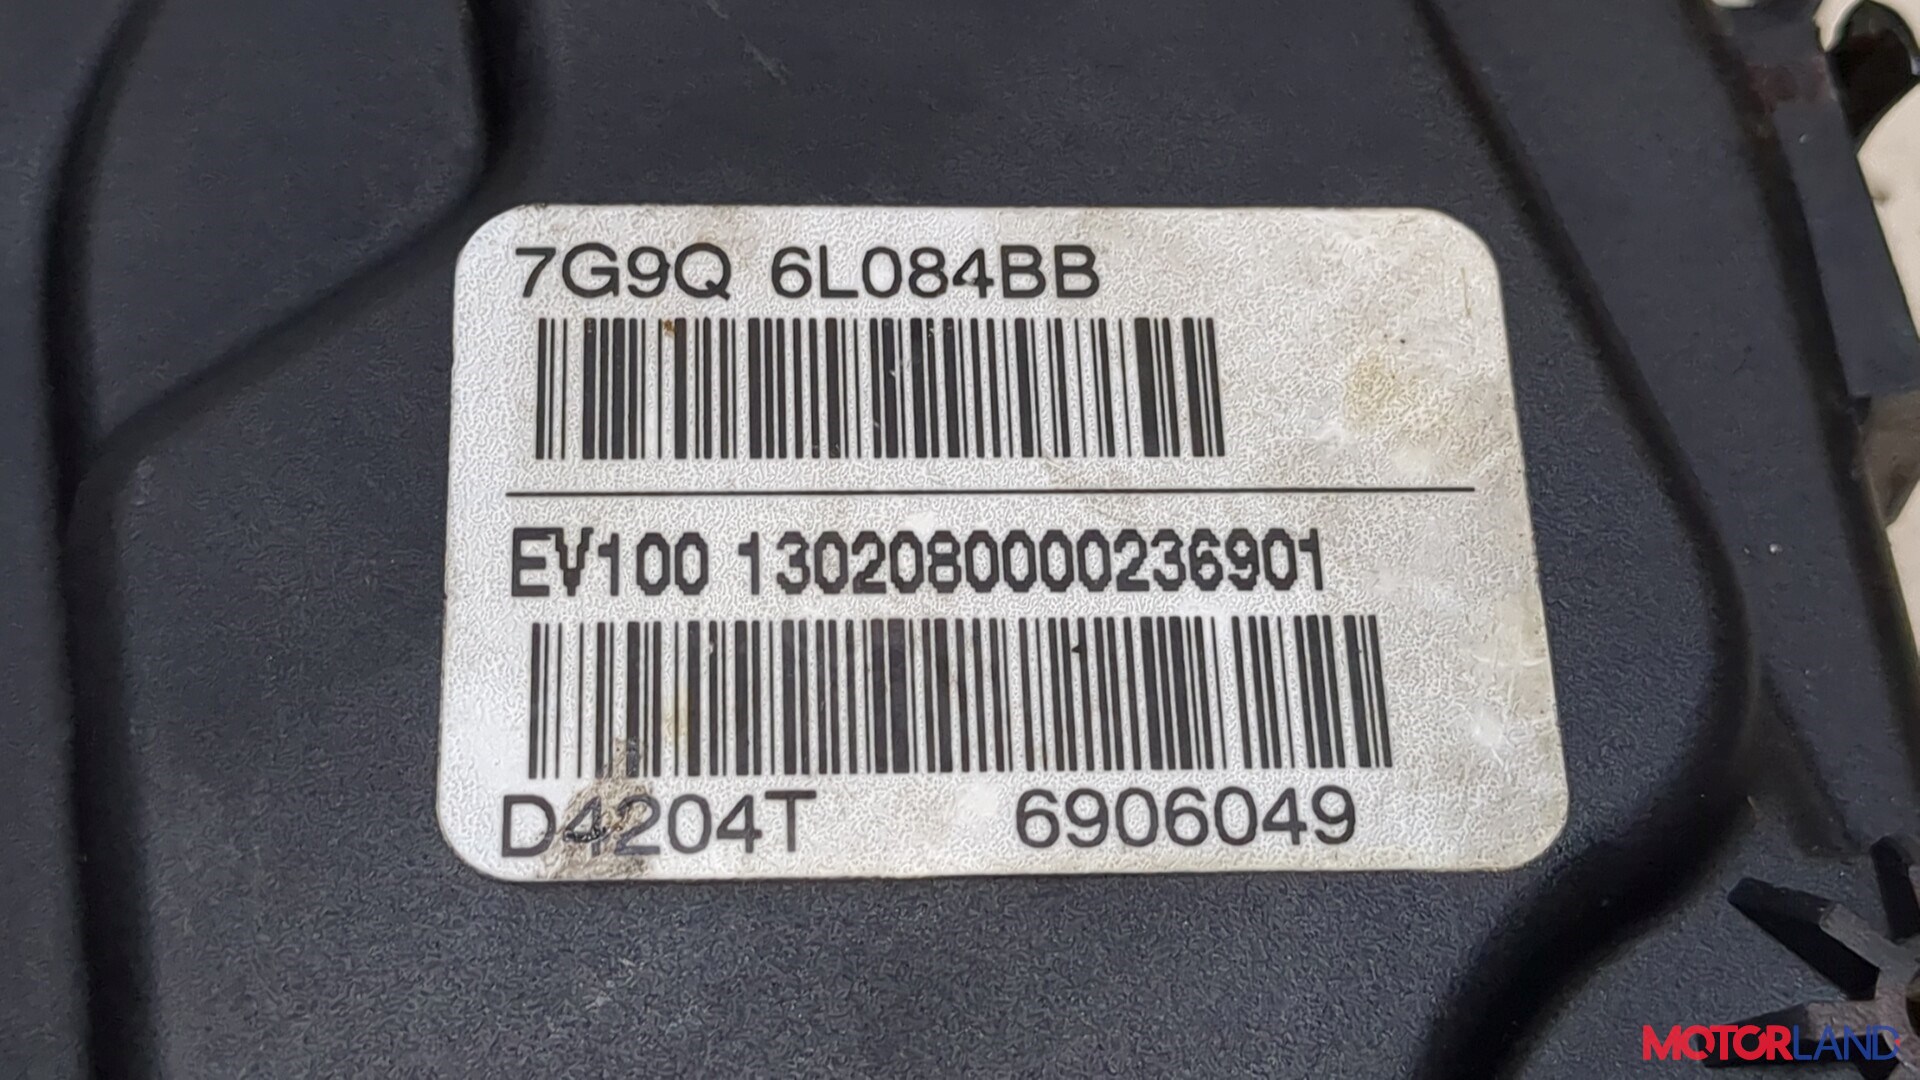 7G9Q 6L084BB
EV100 1302080000236901
D4204T 6906049
MOTORLAND